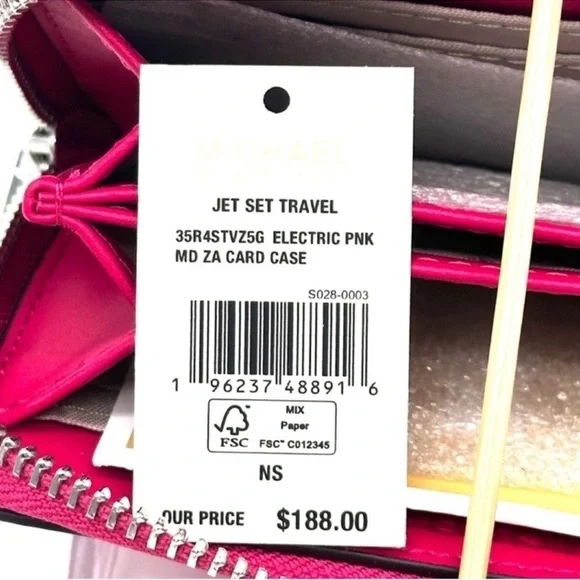 MICHAEL
JET SET TRAVEL
35R4STVZ5G ELECTRIC PNK
MD ZA CARD CASE
S028-0003
1 96237 48891 6
FSC
MIX
Paper
FSC™ C012345
NS
OUR PRICE $188.00